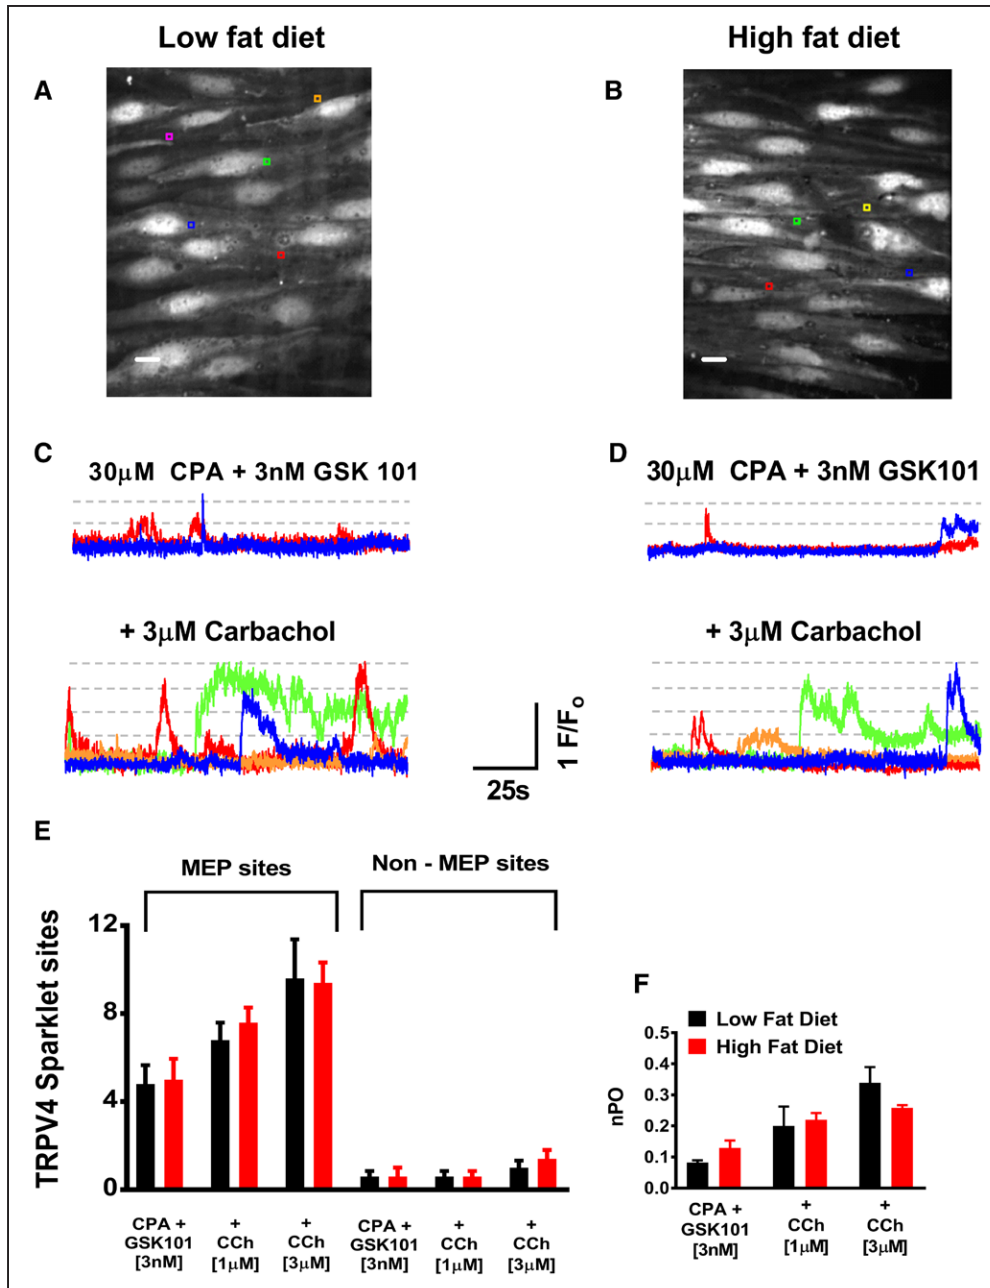 Low fat diet
High fat diet
A
B
C
30μM CPA + 3nM GSK 101
D
30μM CPA + 3nM GSK101
+ 3μM Carbachol
+ 3μM Carbachol
1 F/Fo
25s
E
MEP sites
Non - MEP sites
TRPV4 Sparklet sites
12
8
4
0
CPA +
GSK101
[3nM]
+
CCh
[1μM]
+
CCh
[3μM]
CPA +
GSK101
[3nM]
+
CCh
[1μM]
+
CCh
[3μM]
F
Low Fat Diet
High Fat Diet
nPO
0.5
0.4
0.3
0.2
0.1
0.0
CPA +
GSK101
[3nM]
+
CCh
[1μM]
+
CCh
[3μM]